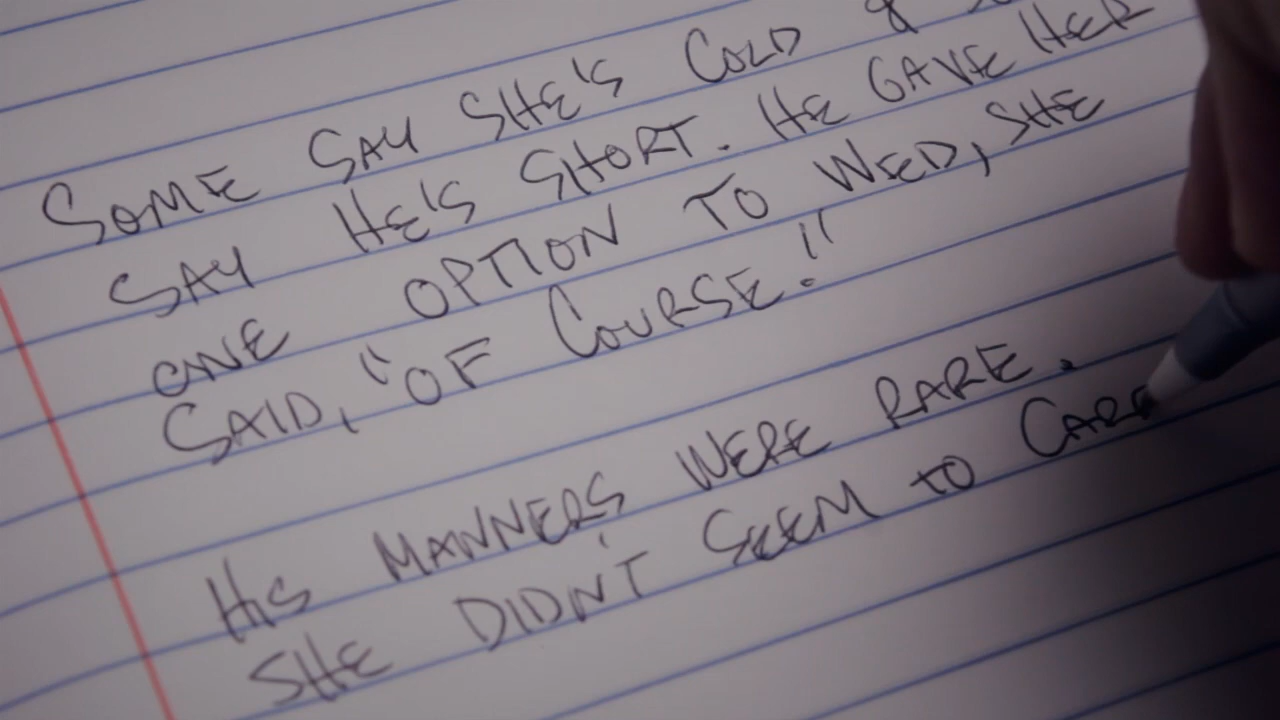 SOME SAY SHE'S COLD &
SAY HE'S SHORT. HE GAVE HER
ONE OPTION TO WED, SHE
SAID, "OF COURSE!"
HIS MANNERS WERE RARE.
SHE DIDN'T SEEM TO CARE